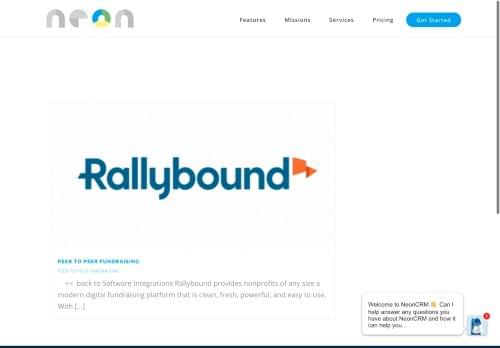 neon
Features
Missions
Services
Pricing
Get Started
Rallybound
PEER TO PEER FUNDRAISING
PEER TO PEER FUNDRAISING
<< back to Software Integrations Rallybound provides nonprofits of any size a
modern digital fundraising platform that is clean, fresh, powerful, and easy to use.
With [...]
Welcome to NeonCRM 👋 Can I
help answer any questions you
have about NeonCRM and how it
can help you...
1